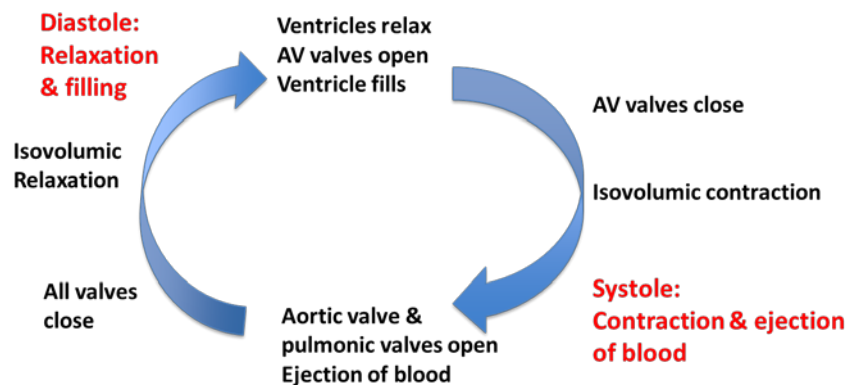 Diastole:
Relaxation
& filling
Ventricles relax
AV valves open
Ventricle fills
AV valves close
Isovolumic contraction
Systole:
Contraction & ejection
of blood
Aortic valve &
pulmonic valves open
Ejection of blood
All valves
close
Isovolumic
Relaxation